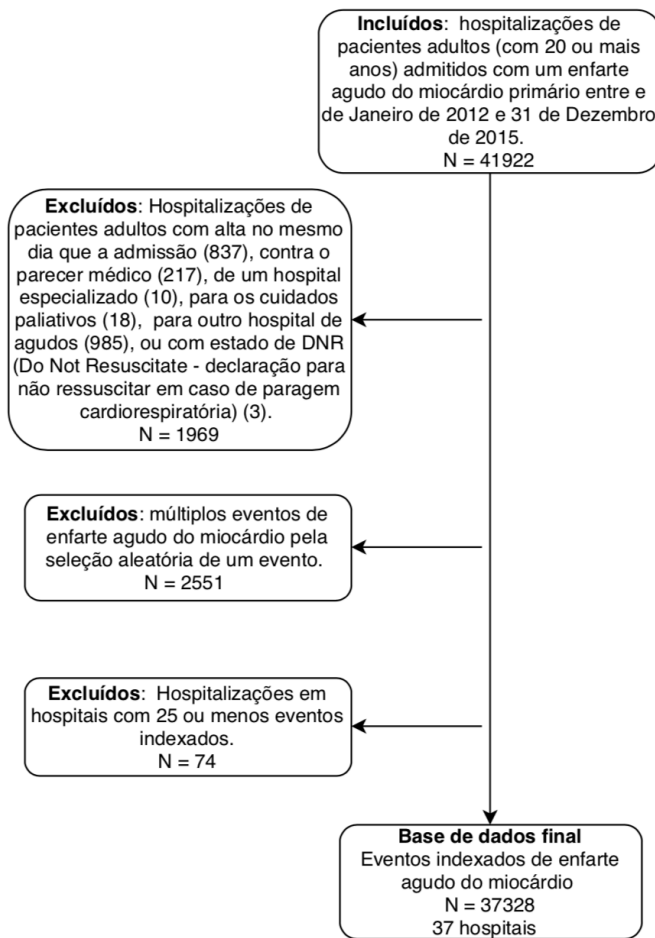 Incluídos: hospitalizações de
pacientes adultos (com 20 ou mais
anos) admitidos com um enfarte
agudo do miocárdio primário entre e
de Janeiro de 2012 e 31 de Dezembro
de 2015.
N = 41922
Excluídos: Hospitalizações de
pacientes adultos com alta no mesmo
dia que a admissão (837), contra o
parecer médico (217), de um hospital
especializado (10), para os cuidados
paliativos (18), para outro hospital de
agudos (985), ou com estado de DNR
(Do Not Resuscitate - declaração para
não ressuscitar em caso de paragem
cardiorespiratória) (3).
N = 1969
Excluídos: múltiplos eventos de
enfarte agudo do miocárdio pela
seleção aleatória de um evento.
N = 2551
Excluídos: Hospitalizações em
hospitais com 25 ou menos eventos
indexados.
N = 74
Base de dados final
Eventos indexados de enfarte
agudo do miocárdio
N = 37328
37 hospitais